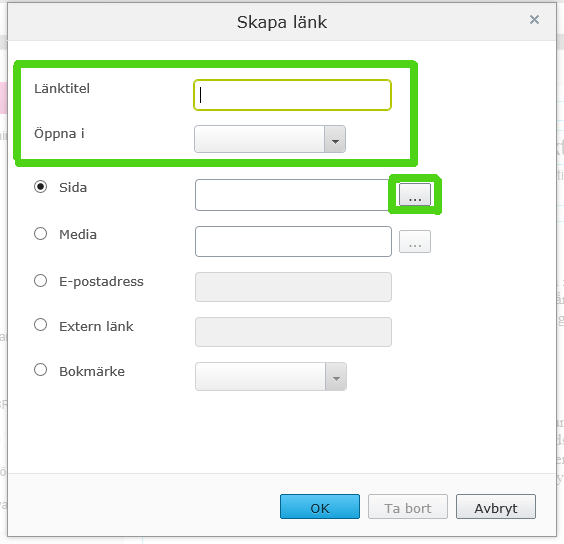 Skapa länk
×
Länktitel
Öppna i
Sida
...
Media
...
E-postadress
Extern länk
Bokmärke
OK
Ta bort
Avbryt